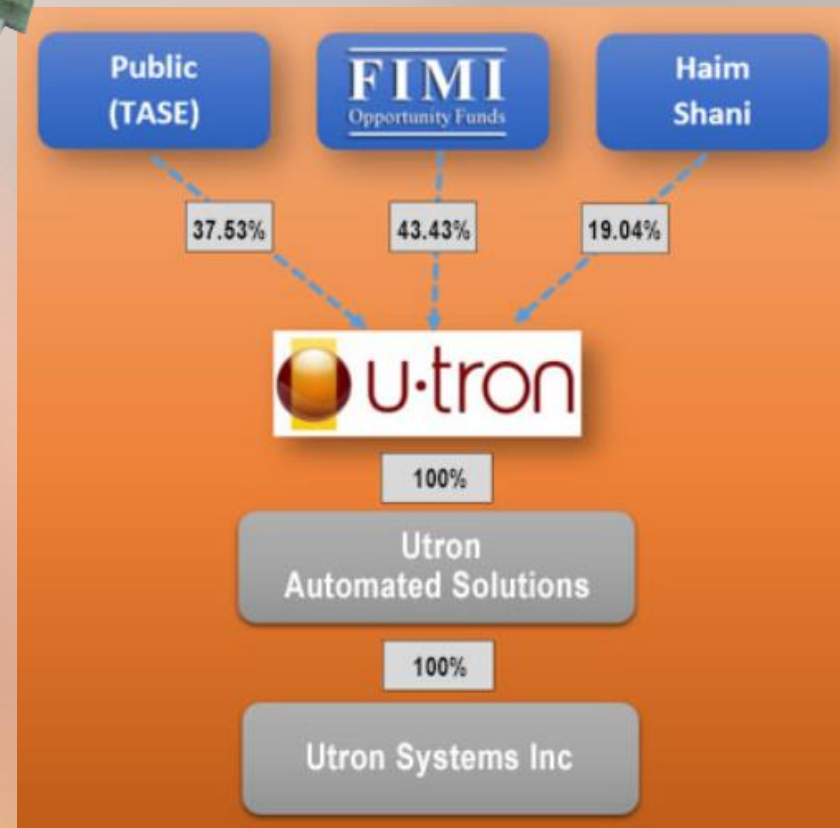 Public
(TASE)
FIMI
Opportunity Funds
Haim
Shani
37.53%
43.43%
19.04%
u·tron
100%
Utron
Automated Solutions
100%
Utron Systems Inc